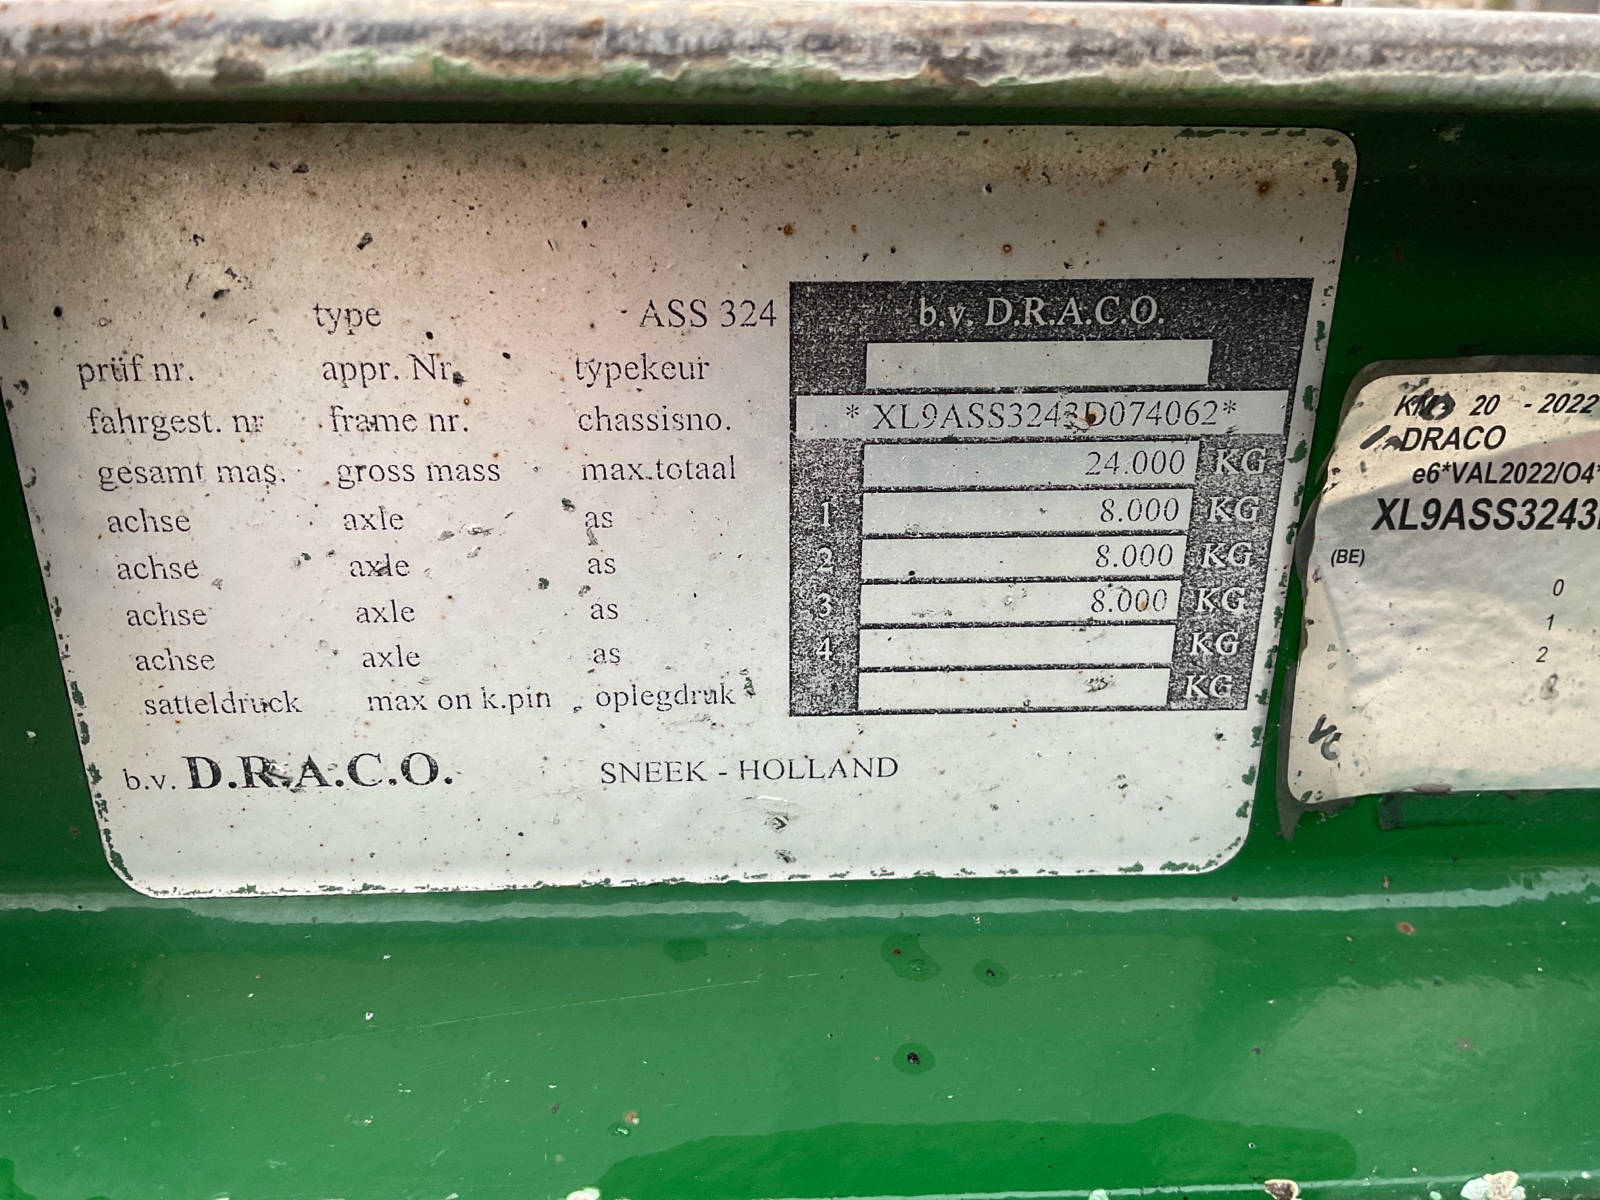 type ASS 324
prüf nr. appr. Nr. typekeur
fahrgest. nr frame nr. chassisno.
gesamt mas. gross mass max.totaal
achse axle as
achse axle as
achse axle as
achse axle as
satteldruck max on k.pin oplegdruk
b.v. D.R.A.C.O. SNEEK - HOLLAND
b.v. D.R.A.C.O.
* XL9ASS3243D074062*
24.000 KG
1 8.000 KG
2 8.000 KG
3 8.000 KG
4 KG
KG
20 - 2022
DRACO
e6*VAL2022/04*
XL9ASS3243
(BE)
0
1
2